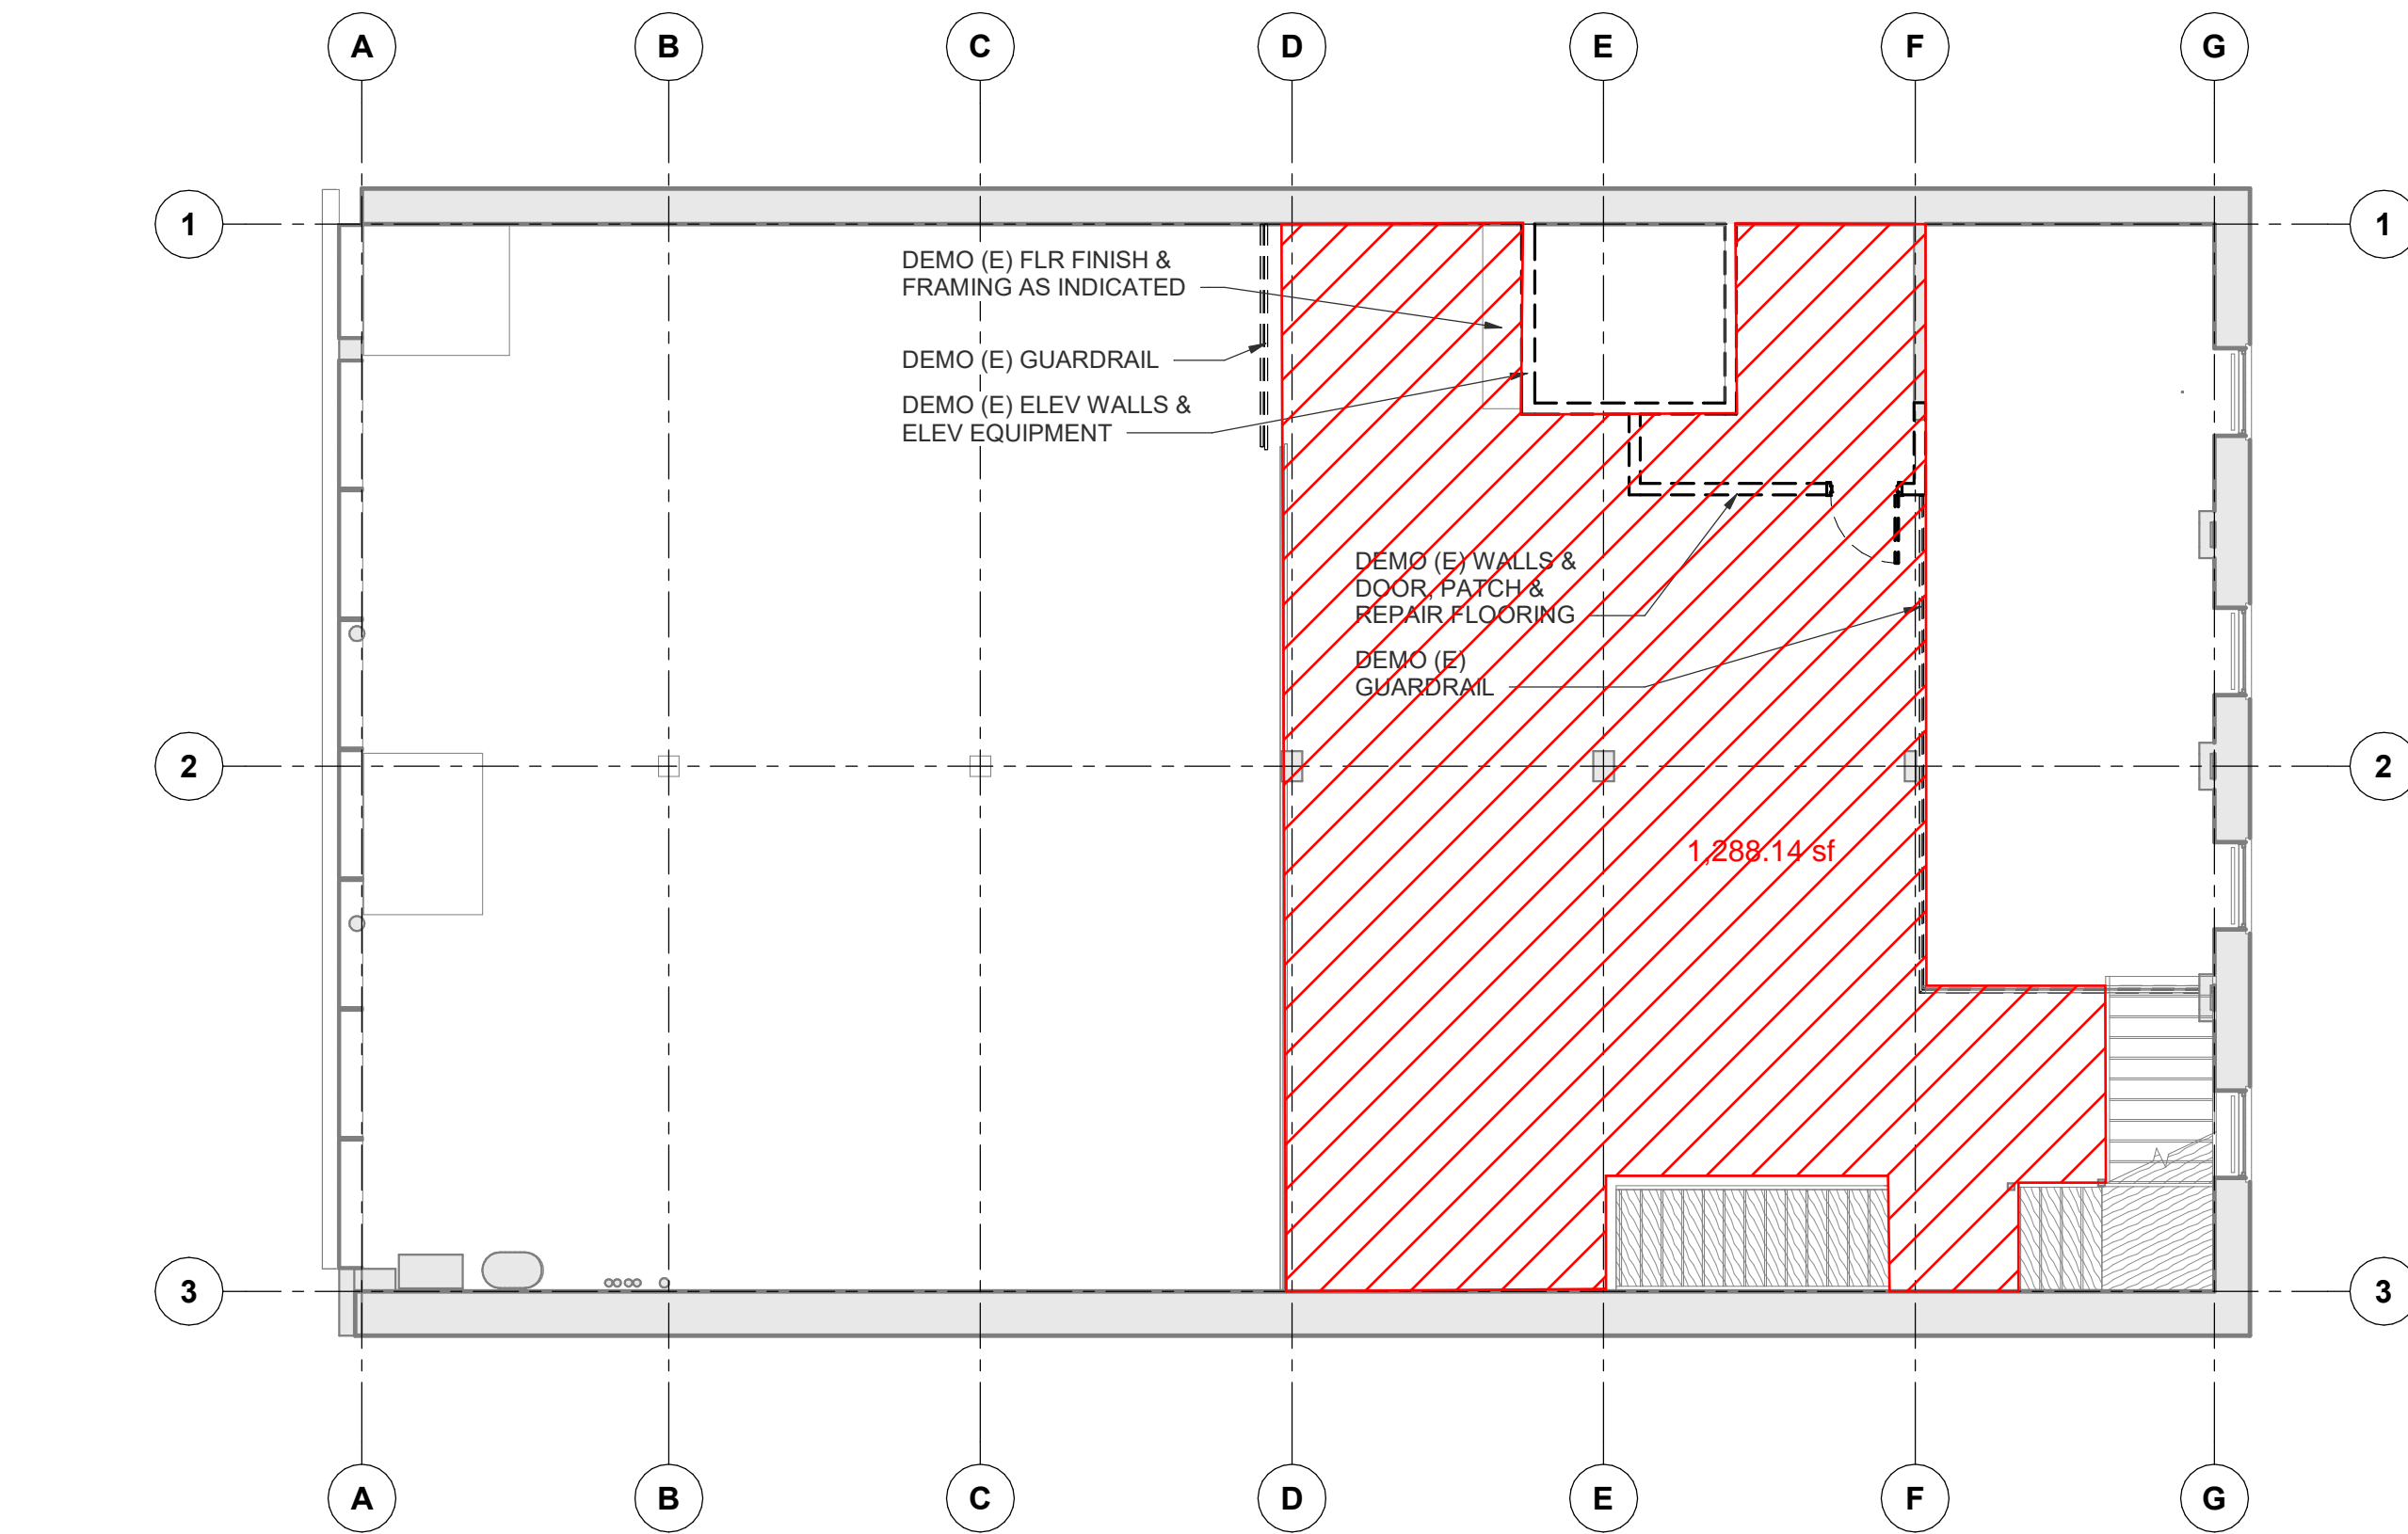 A B C D E F G
1 1
DEMO (E) FLR FINISH &
FRAMING AS INDICATED
DEMO (E) GUARDRAIL
DEMO (E) ELEV WALLS &
ELEV EQUIPMENT
DEMO (E) WALLS &
DOOR, PATCH &
REPAIR FLOORING
DEMO (E)
GUARDRAIL
2 2
1,288.14 sf
3 3
A B C D E F G